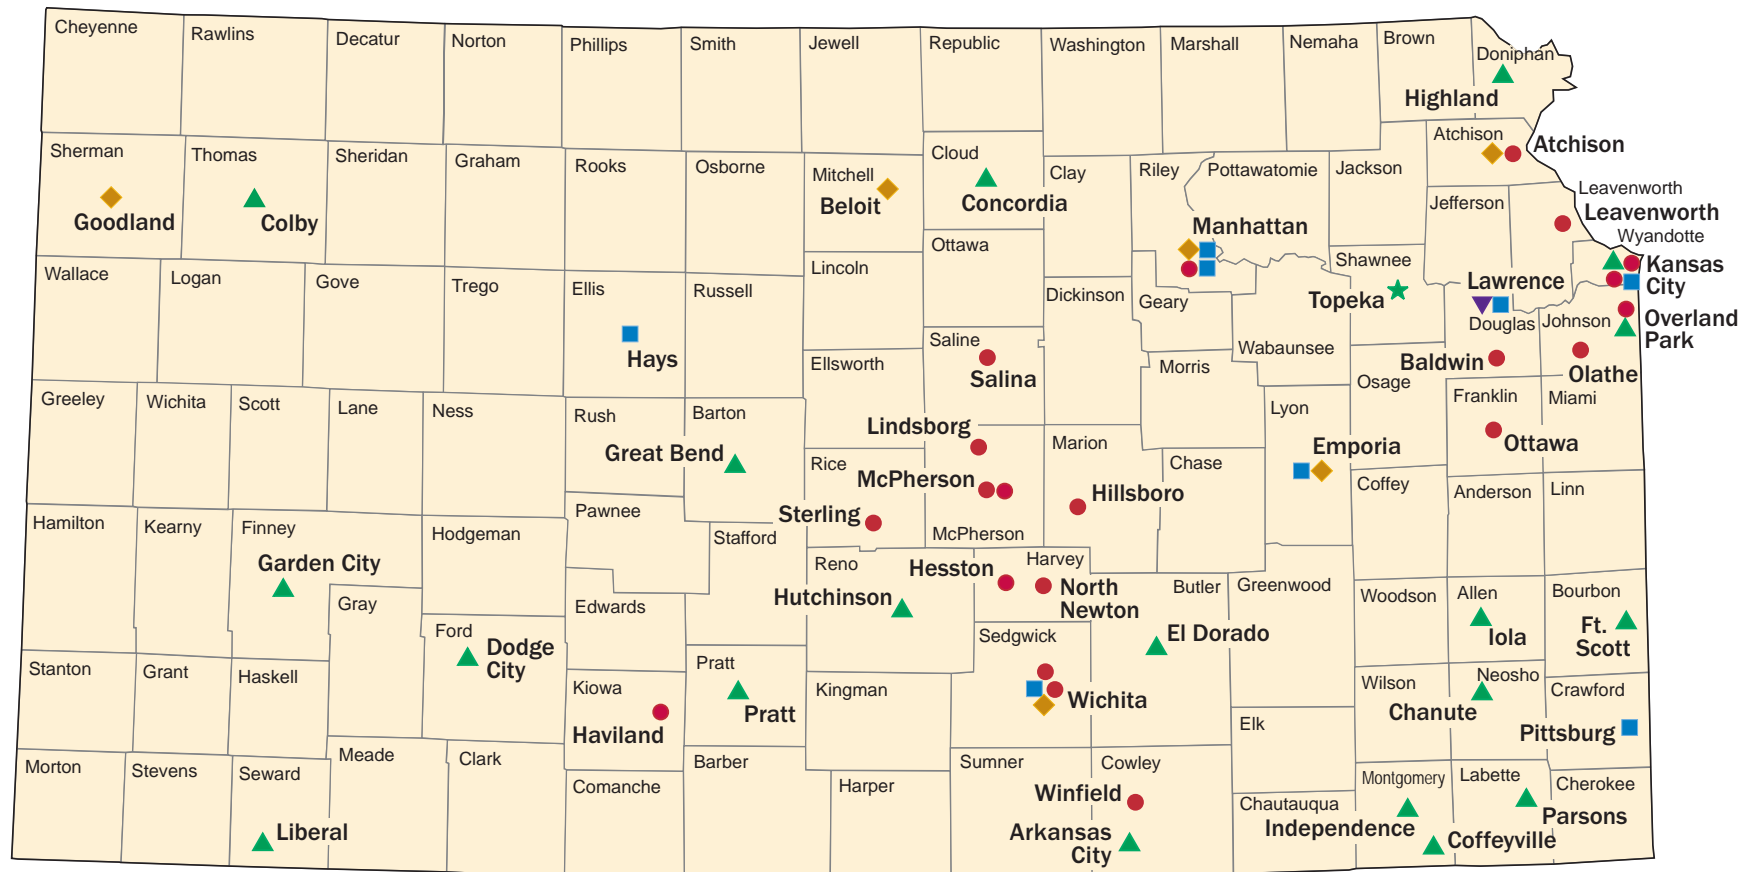 Cheyenne
Rawlins
Decatur
Norton
Phillips
Smith
Jewell
Republic
Washington
Marshall
Nemaha
Brown
Doniphan
Highland
Sherman
Goodland
Thomas
Colby
Sheridan
Graham
Rooks
Osborne
Mitchell
Beloit
Cloud
Concordia
Clay
Riley
Pottawatomie
Manhattan
Jackson
Atchison
Atchison
Jefferson
Leavenworth
Leavenworth
Wyandotte
Kansas
City
Wallace
Logan
Gove
Trego
Ellis
Hays
Russell
Lincoln
Ottawa
Dickinson
Geary
Shawnee
Topeka
Lawrence
Douglas
Johnson
Overland
Park
Wabaunsee
Baldwin
Olathe
Ellsworth
Saline
Salina
Morris
Osage
Greeley
Wichita
Scott
Lane
Ness
Rush
Barton
Great Bend
Lindsborg
Rice
McPherson
Sterling
McPherson
Marion
Hillsboro
Chase
Lyon
Emporia
Franklin
Ottawa
Miami
Coffey
Anderson
Linn
Hamilton
Kearny
Finney
Garden City
Hodgeman
Pawnee
Stafford
Reno
Hutchinson
Harvey
Hesston
North
Newton
Butler
El Dorado
Greenwood
Woodson
Allen
Iola
Bourbon
Ft.
Scott
Gray
Ford
Dodge
City
Edwards
Stanton
Grant
Haskell
Kiowa
Haviland
Pratt
Pratt
Kingman
Sedgwick
Wichita
Elk
Wilson
Neosho
Chanute
Crawford
Pittsburg
Morton
Stevens
Seward
Liberal
Meade
Clark
Comanche
Barber
Harper
Sumner
Cowley
Winfield
Arkansas
City
Chautauqua
Montgomery
Independence
Coffeyville
Labette
Parsons
Cherokee